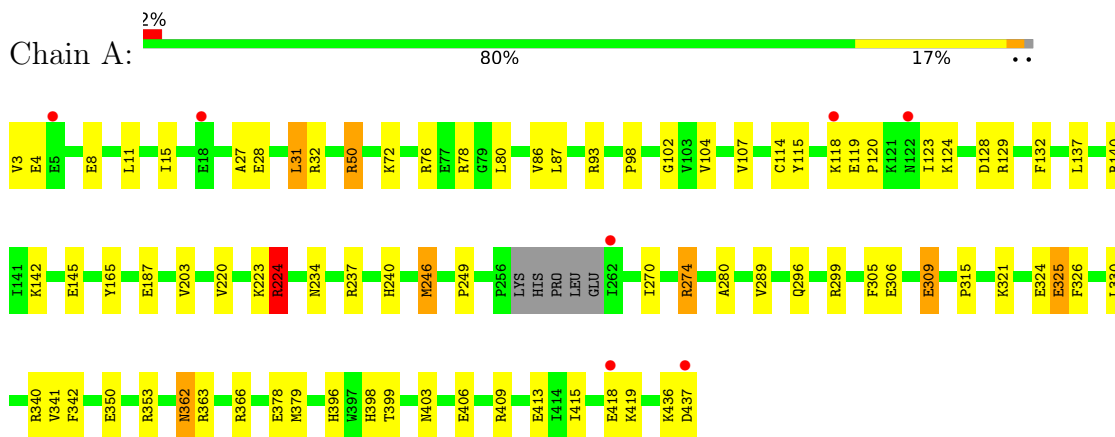 2%
Chain A:
80% 17% • •
V3 E4 E5 E8 L11 I15 E18 A27 E28 L31 R32 R50 K72 R76 E77 R78 G79 L80 V86 L87 R93 P98 G102 V103 V104 V107 C114 Y115 K118 E119 P120 K121 N122 I123 K124 D128 R129 F132 L137
I141 K142 E145 Y165 E187 V203 V220 K223 R224 N234 R237 H240 M246 P249 P256 LYS HIS PRO LEU GLU I262 I270 R274 A280 V289 Q296 R299 F305 E306 E309 P315 K321 E324 E325 F326
R340 V341 F342 E350 R353 N362 R363 R366 E378 M379 H396 W397 H398 T399 N403 E406 R409 E413 I414 I415 E418 K419 K436 D437